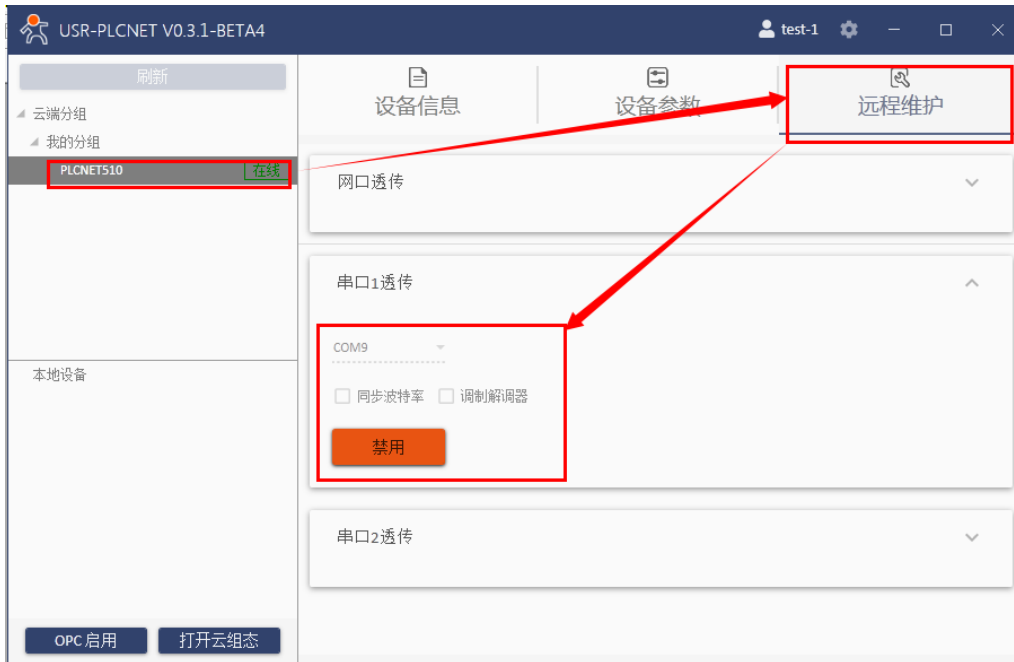 USR-PLCNET V0.3.1-BETA4
test-1
刷新
云端分组
我的分组
PLCNET510
在线
本地设备
OPC 启用
打开云组态
设备信息
设备参数
远程维护
网口透传
串口1透传
COM9
同步波特率
调制解调器
禁用
串口2透传